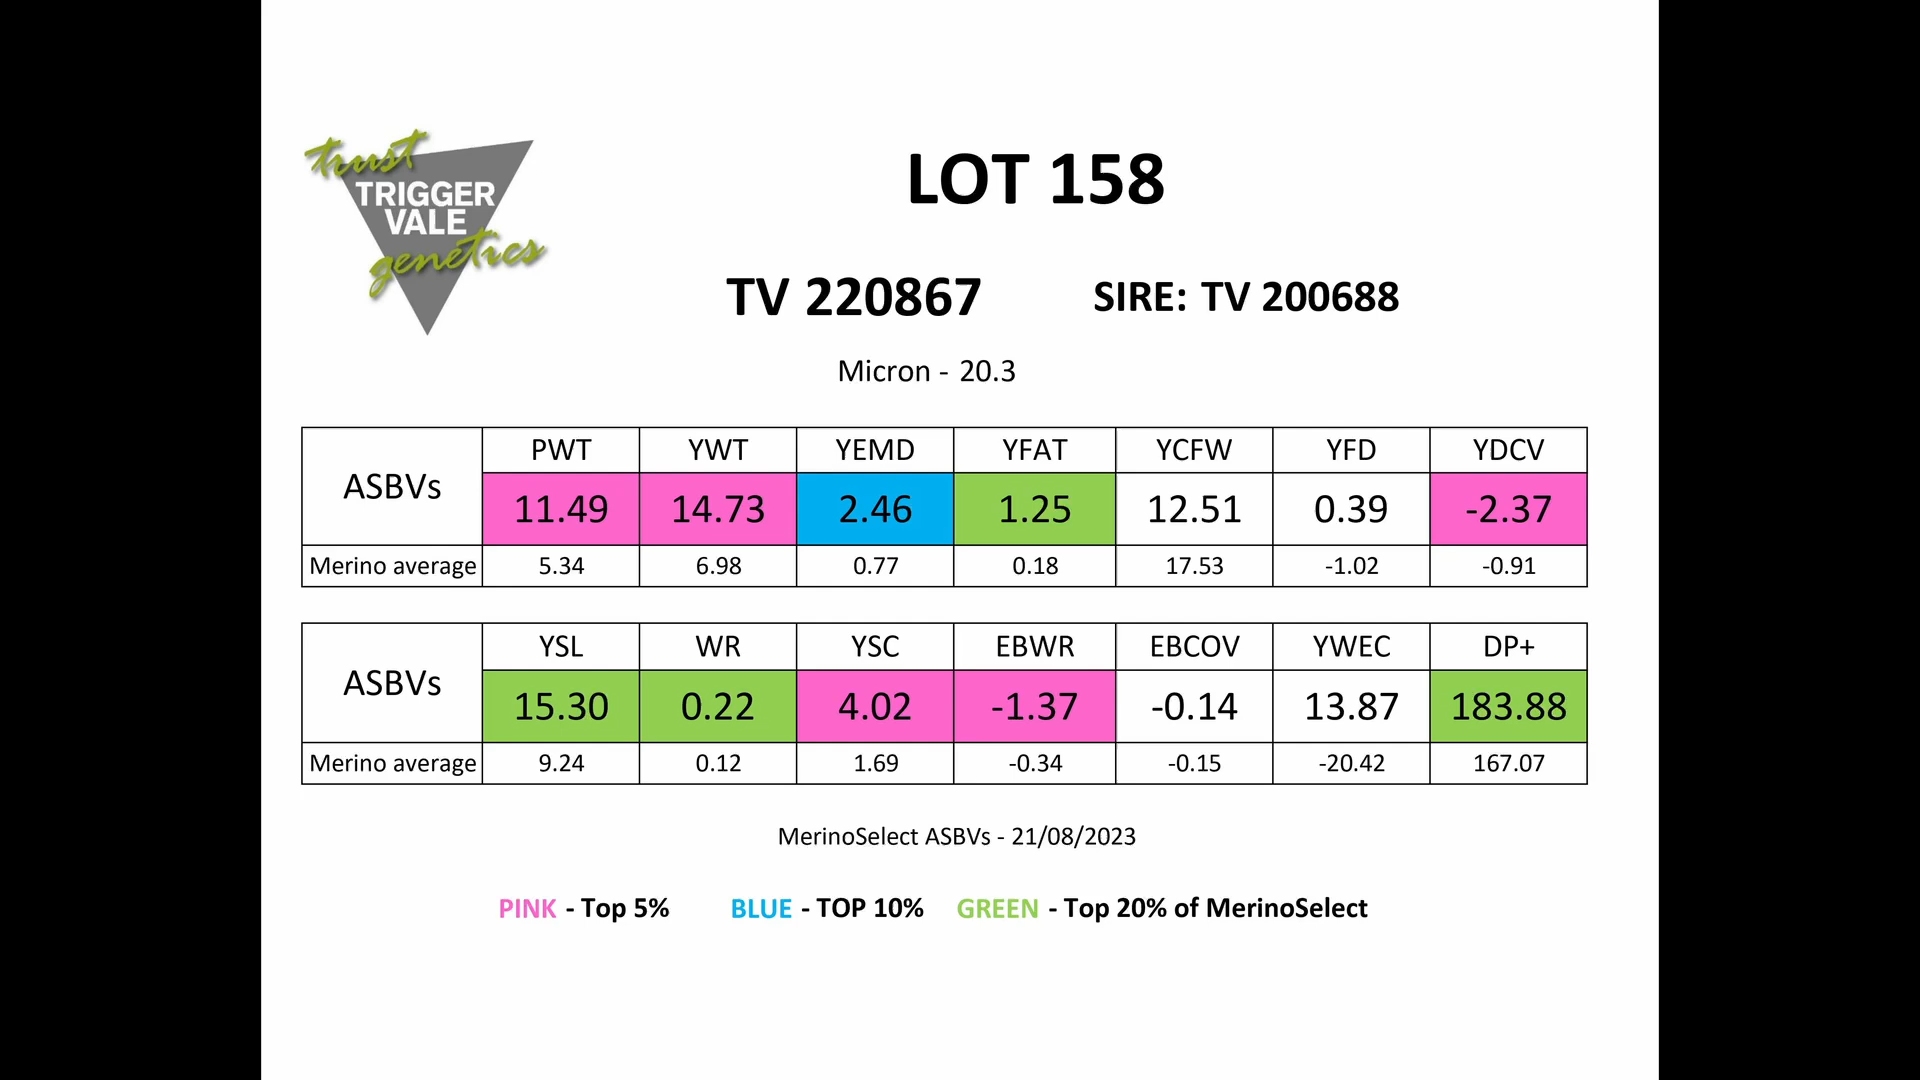 trust
TRIGGER
VALE
genetics
LOT 158
TV 220867 SIRE: TV 200688
Micron - 20.3
ASBVs PWT YWT YEMD YFAT YCFW YFD YDCV
11.49 14.73 2.46 1.25 12.51 0.39 -2.37
Merino average 5.34 6.98 0.77 0.18 17.53 -1.02 -0.91
ASBVs YSL WR YSC EBWR EBCOV YWEC DP+
15.30 0.22 4.02 -1.37 -0.14 13.87 183.88
Merino average 9.24 0.12 1.69 -0.34 -0.15 -20.42 167.07
MerinoSelect ASBVs - 21/08/2023
PINK - Top 5% BLUE - TOP 10% GREEN - Top 20% of MerinoSelect